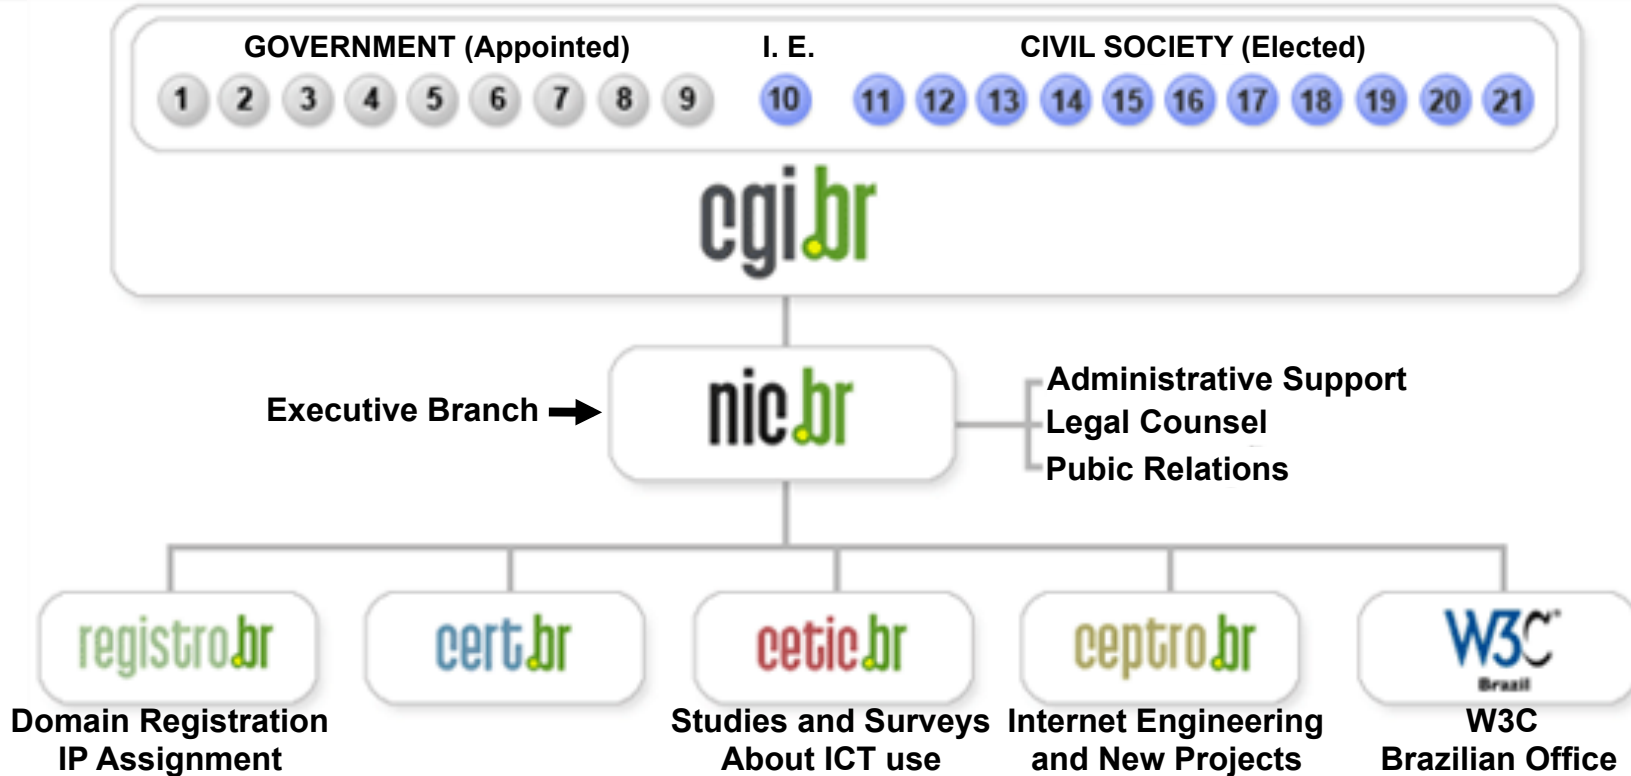 GOVERNMENT (Appointed) I. E. CIVIL SOCIETY (Elected)
1 2 3 4 5 6 7 8 9 10 11 12 13 14 15 16 17 18 19 20 21
cgi.br
Executive Branch
nic.br
Administrative Support
Legal Counsel
Pubic Relations
registro.br
cert.br
cetic.br
ceptro.br
W3C
Brazil
Domain Registration
IP Assignment
Studies and Surveys
About ICT use
Internet Engineering
and New Projects
W3C
Brazilian Office